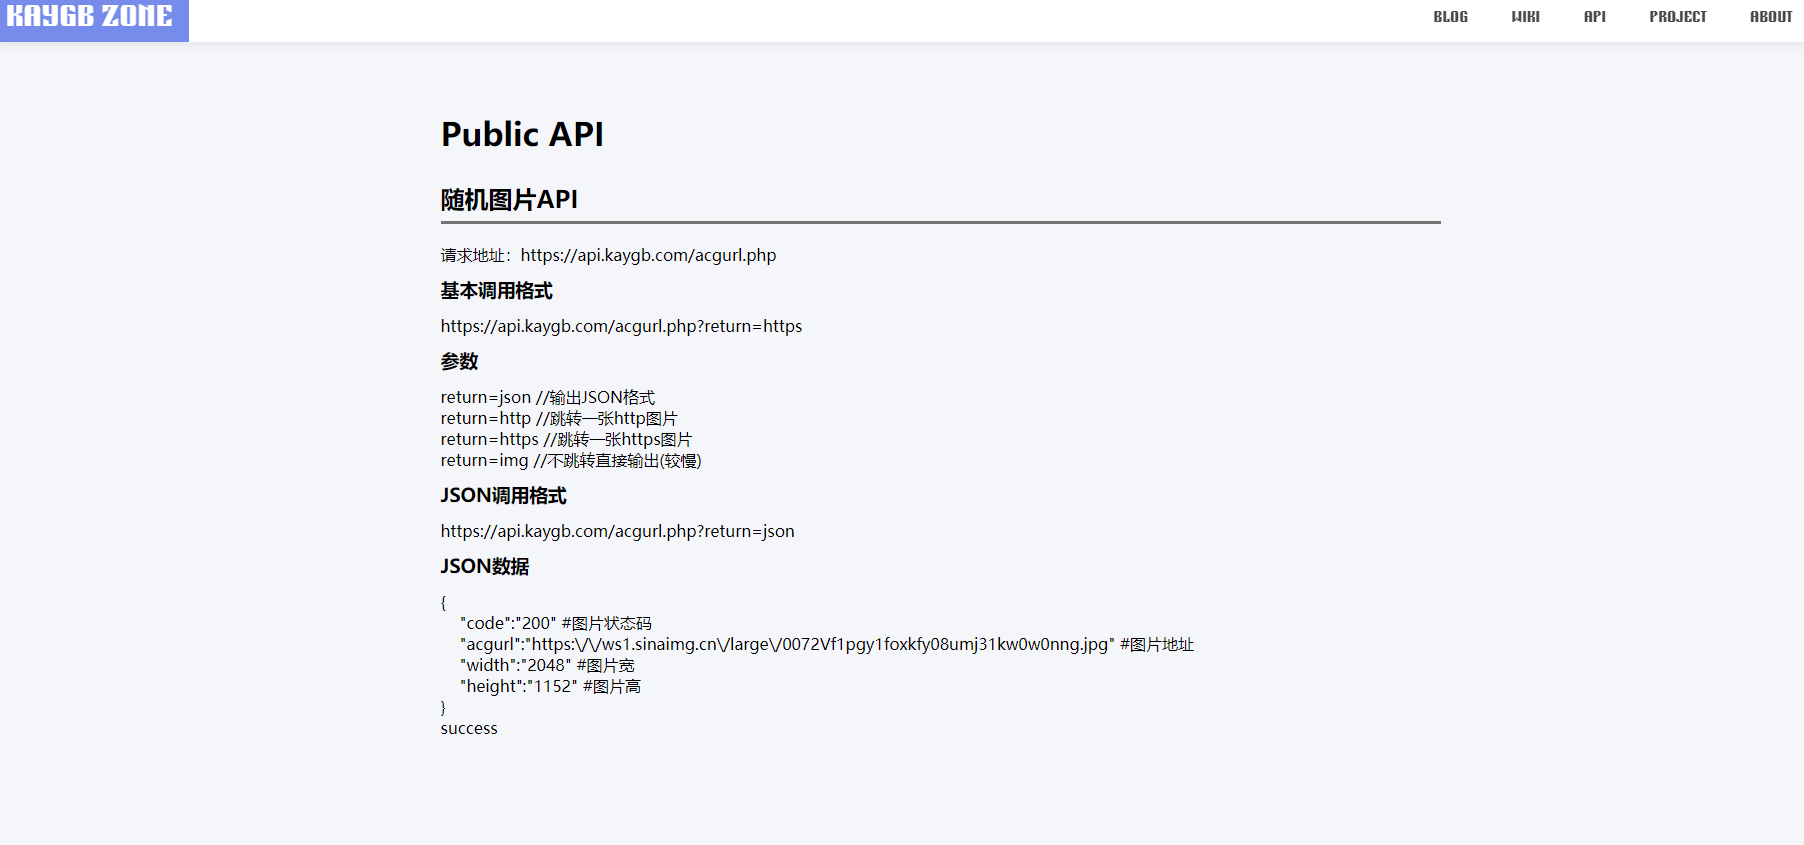 KAYGB ZONE
BLOG WIKI API PROJECT ABOUT
Public API
随机图片API
请求地址：https://api.kaygb.com/acgurl.php
基本调用格式
https://api.kaygb.com/acgurl.php?return=https
参数
return=json //输出JSON格式
return=http //跳转一张http图片
return=https //跳转一张https图片
return=img //不跳转直接输出(较慢)
JSON调用格式
https://api.kaygb.com/acgurl.php?return=json
JSON数据
{
"code":"200" #图片状态码
"acgurl":"https:\/\/ws1.sinaimg.cn\/large\/0072Vf1pgy1foxkfy08umj31kw0w0nng.jpg" #图片地址
"width":"2048" #图片宽
"height":"1152" #图片高
}
success